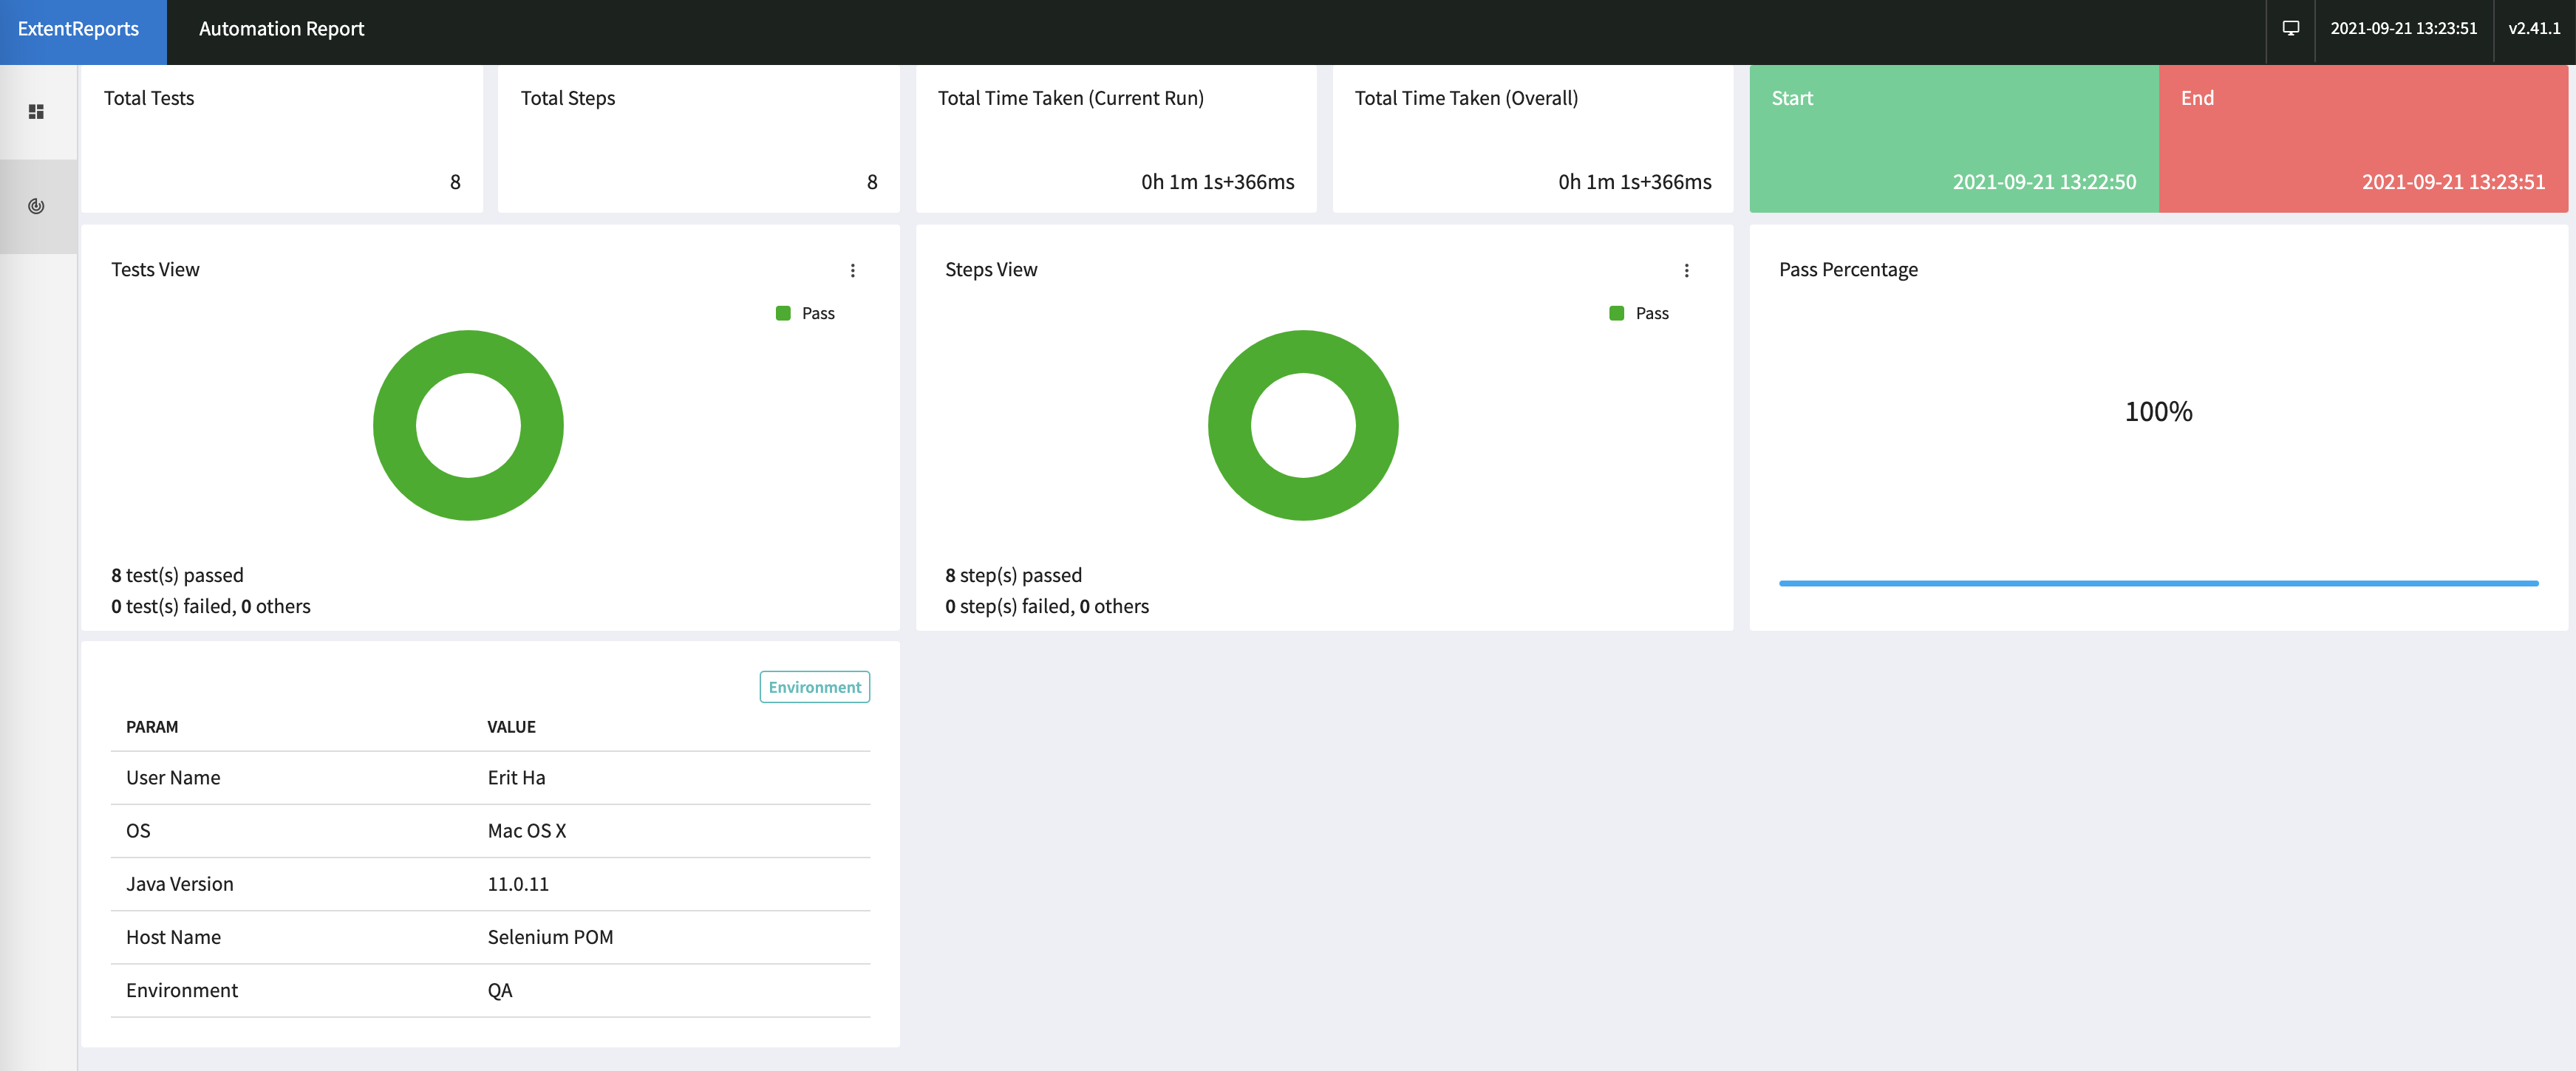 ExtentReports
Automation Report
2021-09-21 13:23:51
v2.41.1
Total Tests
8
Total Steps
8
Total Time Taken (Current Run)
0h 1m 1s+366ms
Total Time Taken (Overall)
0h 1m 1s+366ms
Start
2021-09-21 13:22:50
End
2021-09-21 13:23:51
Tests View
Pass
8 test(s) passed
0 test(s) failed, 0 others
Steps View
Pass
8 step(s) passed
0 step(s) failed, 0 others
Pass Percentage
100%
Environment
PARAM VALUE
User Name Erit Ha
OS Mac OS X
Java Version 11.0.11
Host Name Selenium POM
Environment QA